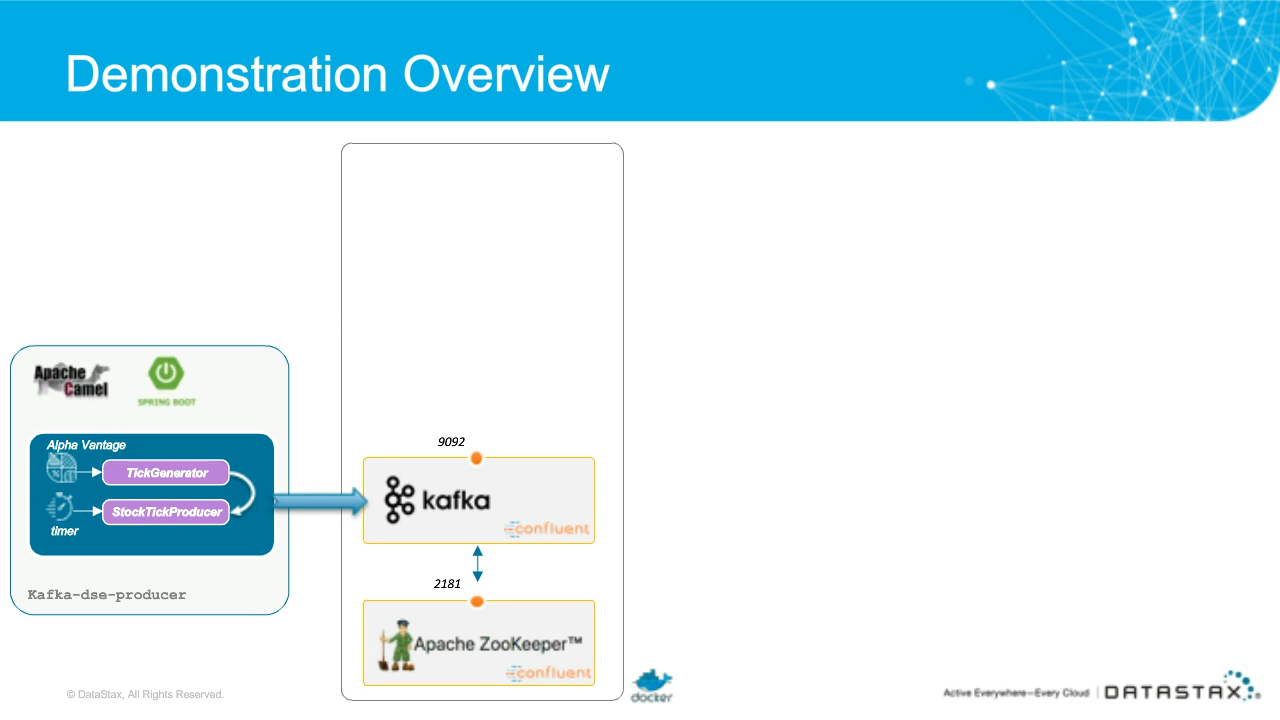 Demonstration Overview
Apache
Camel
SPRING BOOT
Alpha Vantage
TickGenerator
StockTickProducer
timer
Kafka-dse-producer
9092
kafka
confluent
2181
Apache ZooKeeper™
confluent
docker
© DataStax, All Rights Reserved.
Active Everywhere—Every Cloud | DATASTAX